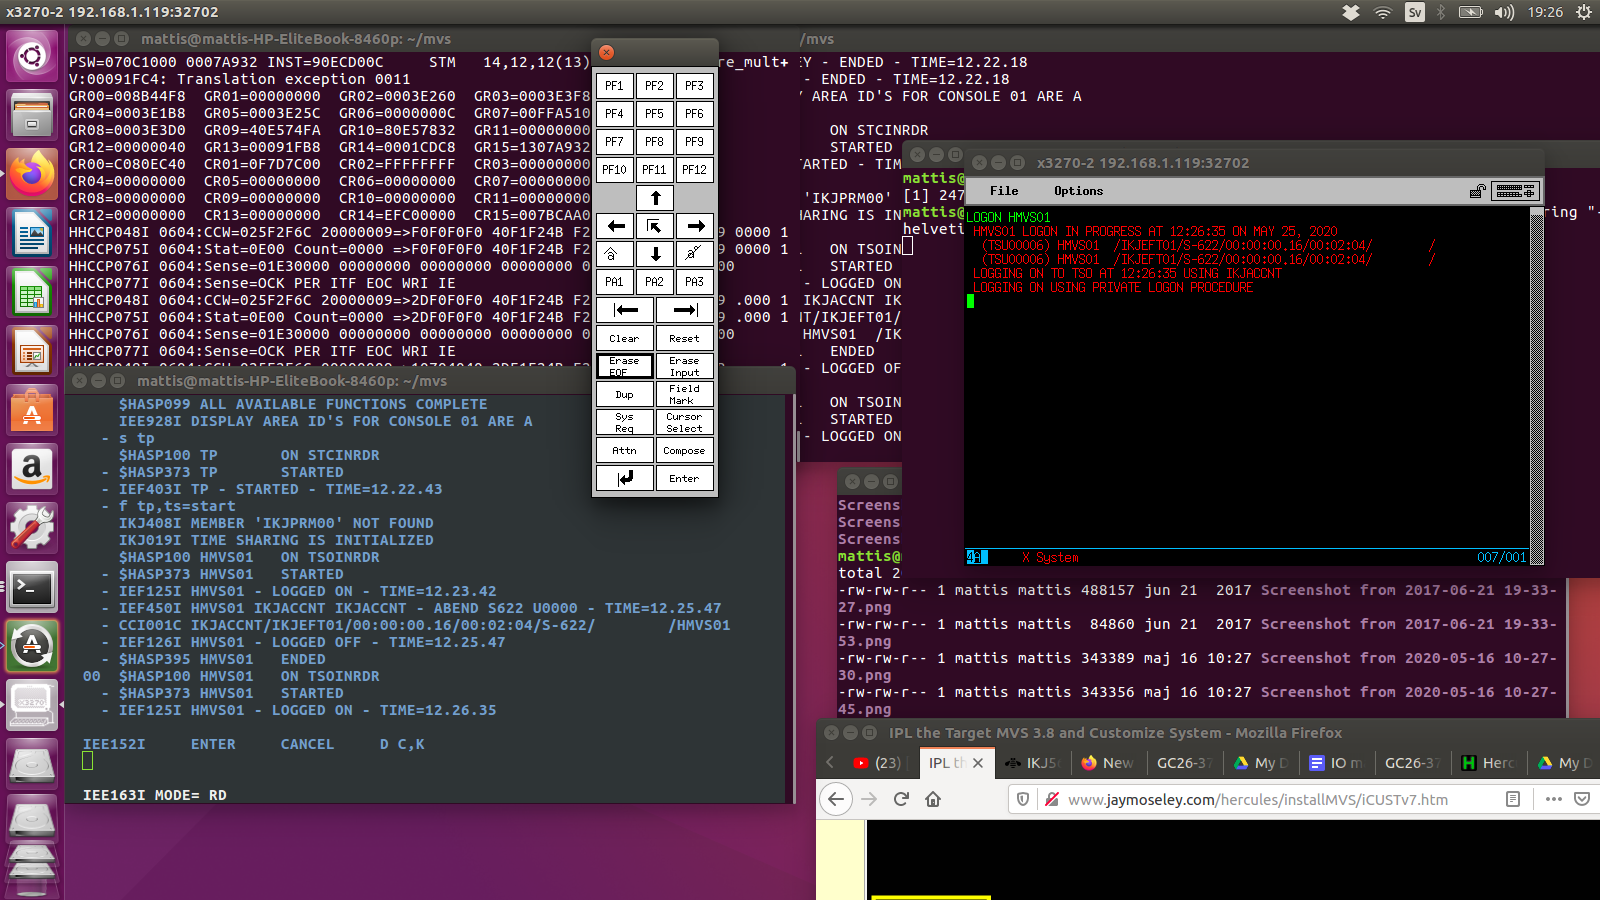 x3270-2 192.168.1.119:32702
Sv
19:26
mattis@mattis-HP-EliteBook-8460p: ~/mvs
PSW=070C1000 0007A932 INST=90ECD00C     STM   14,12,12(13)
V:00091FC4: Translation exception 0011
GR00=008B44F8  GR01=00000000  GR02=0003E260  GR03=0003E3F8
GR04=0003E1B8  GR05=0003E25C  GR06=0000000C  GR07=00FFA510
GR08=0003E3D0  GR09=40E574FA  GR10=80E57832  GR11=00000000
GR12=00000040  GR13=00091FB8  GR14=0001CDC8  GR15=1307A932
CR00=C080EC40  CR01=0F7D7C00  CR02=FFFFFFFF  CR03=00000000
CR04=00000000  CR05=00000000  CR06=00000000  CR07=00000000
CR08=00000000  CR09=00000000  CR10=00000000  CR11=00000000
CR12=00000000  CR13=00000000  CR14=EFC00000  CR15=007BCAA0
HHCCP048I 0604:CCW=025F2F6C 20000009=>F0F0F0F0 40F1F24B F2
HHCCP075I 0604:Stat=0E00 Count=0000 =>F0F0F0F0 40F1F24B F2
HHCCP076I 0604:Sense=01E30000 00000000 00000000 00000000 0
HHCCP077I 0604:Sense=OCK PER ITF EOC WRI IE
HHCCP048I 0604:CCW=025F2F6C 20000009=>2DF0F0F0 40F1F24B F2
HHCCP075I 0604:Stat=0E00 Count=0000 =>2DF0F0F0 40F1F24B F2
HHCCP076I 0604:Sense=01E30000 00000000 00000000 00000000 0
HHCCP077I 0604:Sense=OCK PER ITF EOC WRI IE
re_mult+
9 0000 1
9 0000 1
00
9 .000 1
9 .000 1
00
PF1 PF2 PF3
PF4 PF5 PF6
PF7 PF8 PF9
PF10 PF11 PF12
PA1 PA2 PA3
Clear Reset
Erase EOF Erase Input
Dup Field Mark
Sys Req Cursor Select
Attn Compose
Enter
/mvs
EY - ENDED - TIME=12.22.18
- ENDED - TIME=12.22.18
Y AREA ID'S FOR CONSOLE 01 ARE A
ON STCINRDR
STARTED
TARTED - TIM
'IKJPRM00'
HARING IS IN
ON TSOINR
STARTED
- LOGGED ON
IKJACCNT IK
NT/IKJEFT01/
HMVS01  /IK
ENDED
- LOGGED OF
ON TSOINR
STARTED
- LOGGED ON
mattis@
[1] 247
mattis@
helveti
ring "-
x3270-2 192.168.1.119:32702
File Options
LOGON HMVS01
HMVS01 LOGON IN PROGRESS AT 12:26:35 ON MAY 25, 2020
(TSU00006) HMVS01  /IKJEFT01/S-622/00:00:00.16/00:02:04/        /
(TSU00006) HMVS01  /IKJEFT01/S-622/00:00:00.16/00:02:04/        /
LOGGING ON TO TSO AT 12:26:35 USING IKJACCNT
LOGGING ON USING PRIVATE LOGON PROCEDURE
4A X System 007/001
mattis@mattis-HP-EliteBook-8460p: ~/mvs
$HASP099 ALL AVAILABLE FUNCTIONS COMPLETE
IEE928I DISPLAY AREA ID'S FOR CONSOLE 01 ARE A
- s tp
$HASP100 TP       ON STCINRDR
- $HASP373 TP       STARTED
- IEF403I TP - STARTED - TIME=12.22.43
- f tp,ts=start
IKJ408I MEMBER 'IKJPRM00' NOT FOUND
IKJ019I TIME SHARING IS INITIALIZED
$HASP100 HMVS01   ON TSOINRDR
- $HASP373 HMVS01   STARTED
- IEF125I HMVS01 - LOGGED ON - TIME=12.23.42
- IEF450I HMVS01 IKJACCNT IKJACCNT - ABEND S622 U0000 - TIME=12.25.47
- CCI001C IKJACCNT/IKJEFT01/00:00:00.16/00:02:04/S-622/        /HMVS01
- IEF126I HMVS01 - LOGGED OFF - TIME=12.25.47
- $HASP395 HMVS01   ENDED
00  $HASP100 HMVS01   ON TSOINRDR
- $HASP373 HMVS01   STARTED
- IEF125I HMVS01 - LOGGED ON - TIME=12.26.35
IEE152I     ENTER     CANCEL     D C,K
IEE163I MODE= RD
Screens
Screens
Screens
mattis@
total 2
-rw-rw-r-- 1 mattis mattis 488157 jun 21  2017 Screenshot from 2017-06-21 19-33-
27.png
-rw-rw-r-- 1 mattis mattis  84860 jun 21  2017 Screenshot from 2017-06-21 19-33-
53.png
-rw-rw-r-- 1 mattis mattis 343389 maj 16 10:27 Screenshot from 2020-05-16 10-27-
30.png
-rw-rw-r-- 1 mattis mattis 343356 maj 16 10:27 Screenshot from 2020-05-16 10-27-
45.png
IPL the Target MVS 3.8 and Customize System - Mozilla Firefox
(23) IPL th IKJ5 New GC26-37 My D IO m GC26-37 Herc My D
www.jaymoseley.com/hercules/installMVS/iCUSTv7.htm